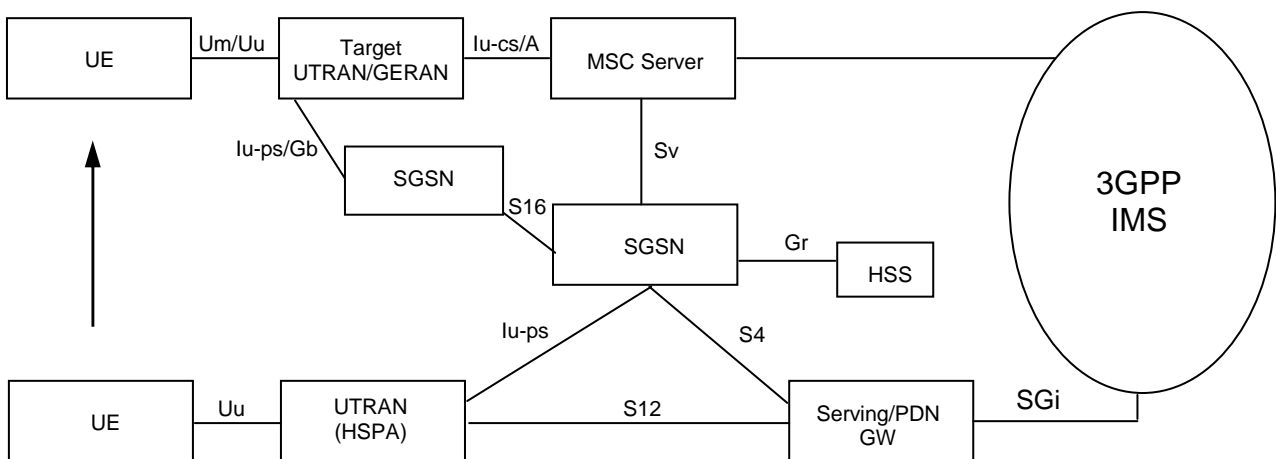 UE
Um/Uu
Target
UTRAN/GERAN
Iu-cs/A
MSC Server
Iu-ps/Gb
SGSN
S16
Sv
SGSN
Gr
HSS
3GPP
IMS
Iu-ps
S4
UE
Uu
UTRAN
(HSPA)
S12
Serving/PDN
GW
SGi